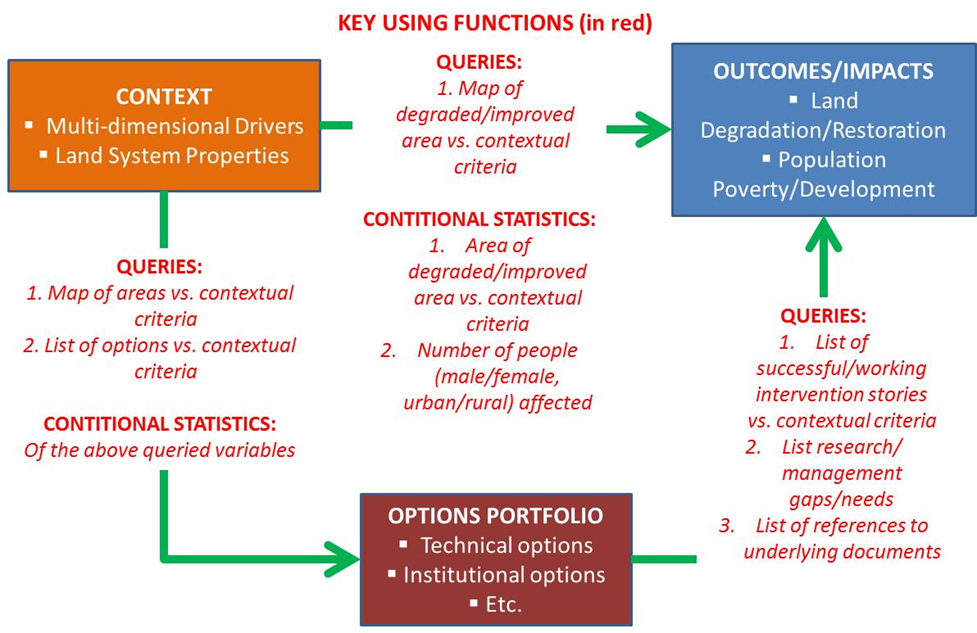 KEY USING FUNCTIONS (in red)
CONTEXT
▪ Multi-dimensional Drivers
▪ Land System Properties
QUERIES:
1. Map of
degraded/improved
area vs. contextual
criteria
CONTITIONAL STATISTICS:
1. Area of
degraded/improved
area vs. contextual
criteria
2. Number of people
(male/female,
urban/rural) affected
OUTCOMES/IMPACTS
▪ Land
Degradation/Restoration
▪ Population
Poverty/Development
QUERIES:
1. Map of areas vs. contextual
criteria
2. List of options vs. contextual
criteria
CONTITIONAL STATISTICS:
Of the above queried variables
OPTIONS PORTFOLIO
▪ Technical options
▪ Institutional options
▪ Etc.
QUERIES:
1. List of
successful/working
intervention stories
vs. contextual criteria
2. List research/
management
gaps/needs
3. List of references to
underlying documents